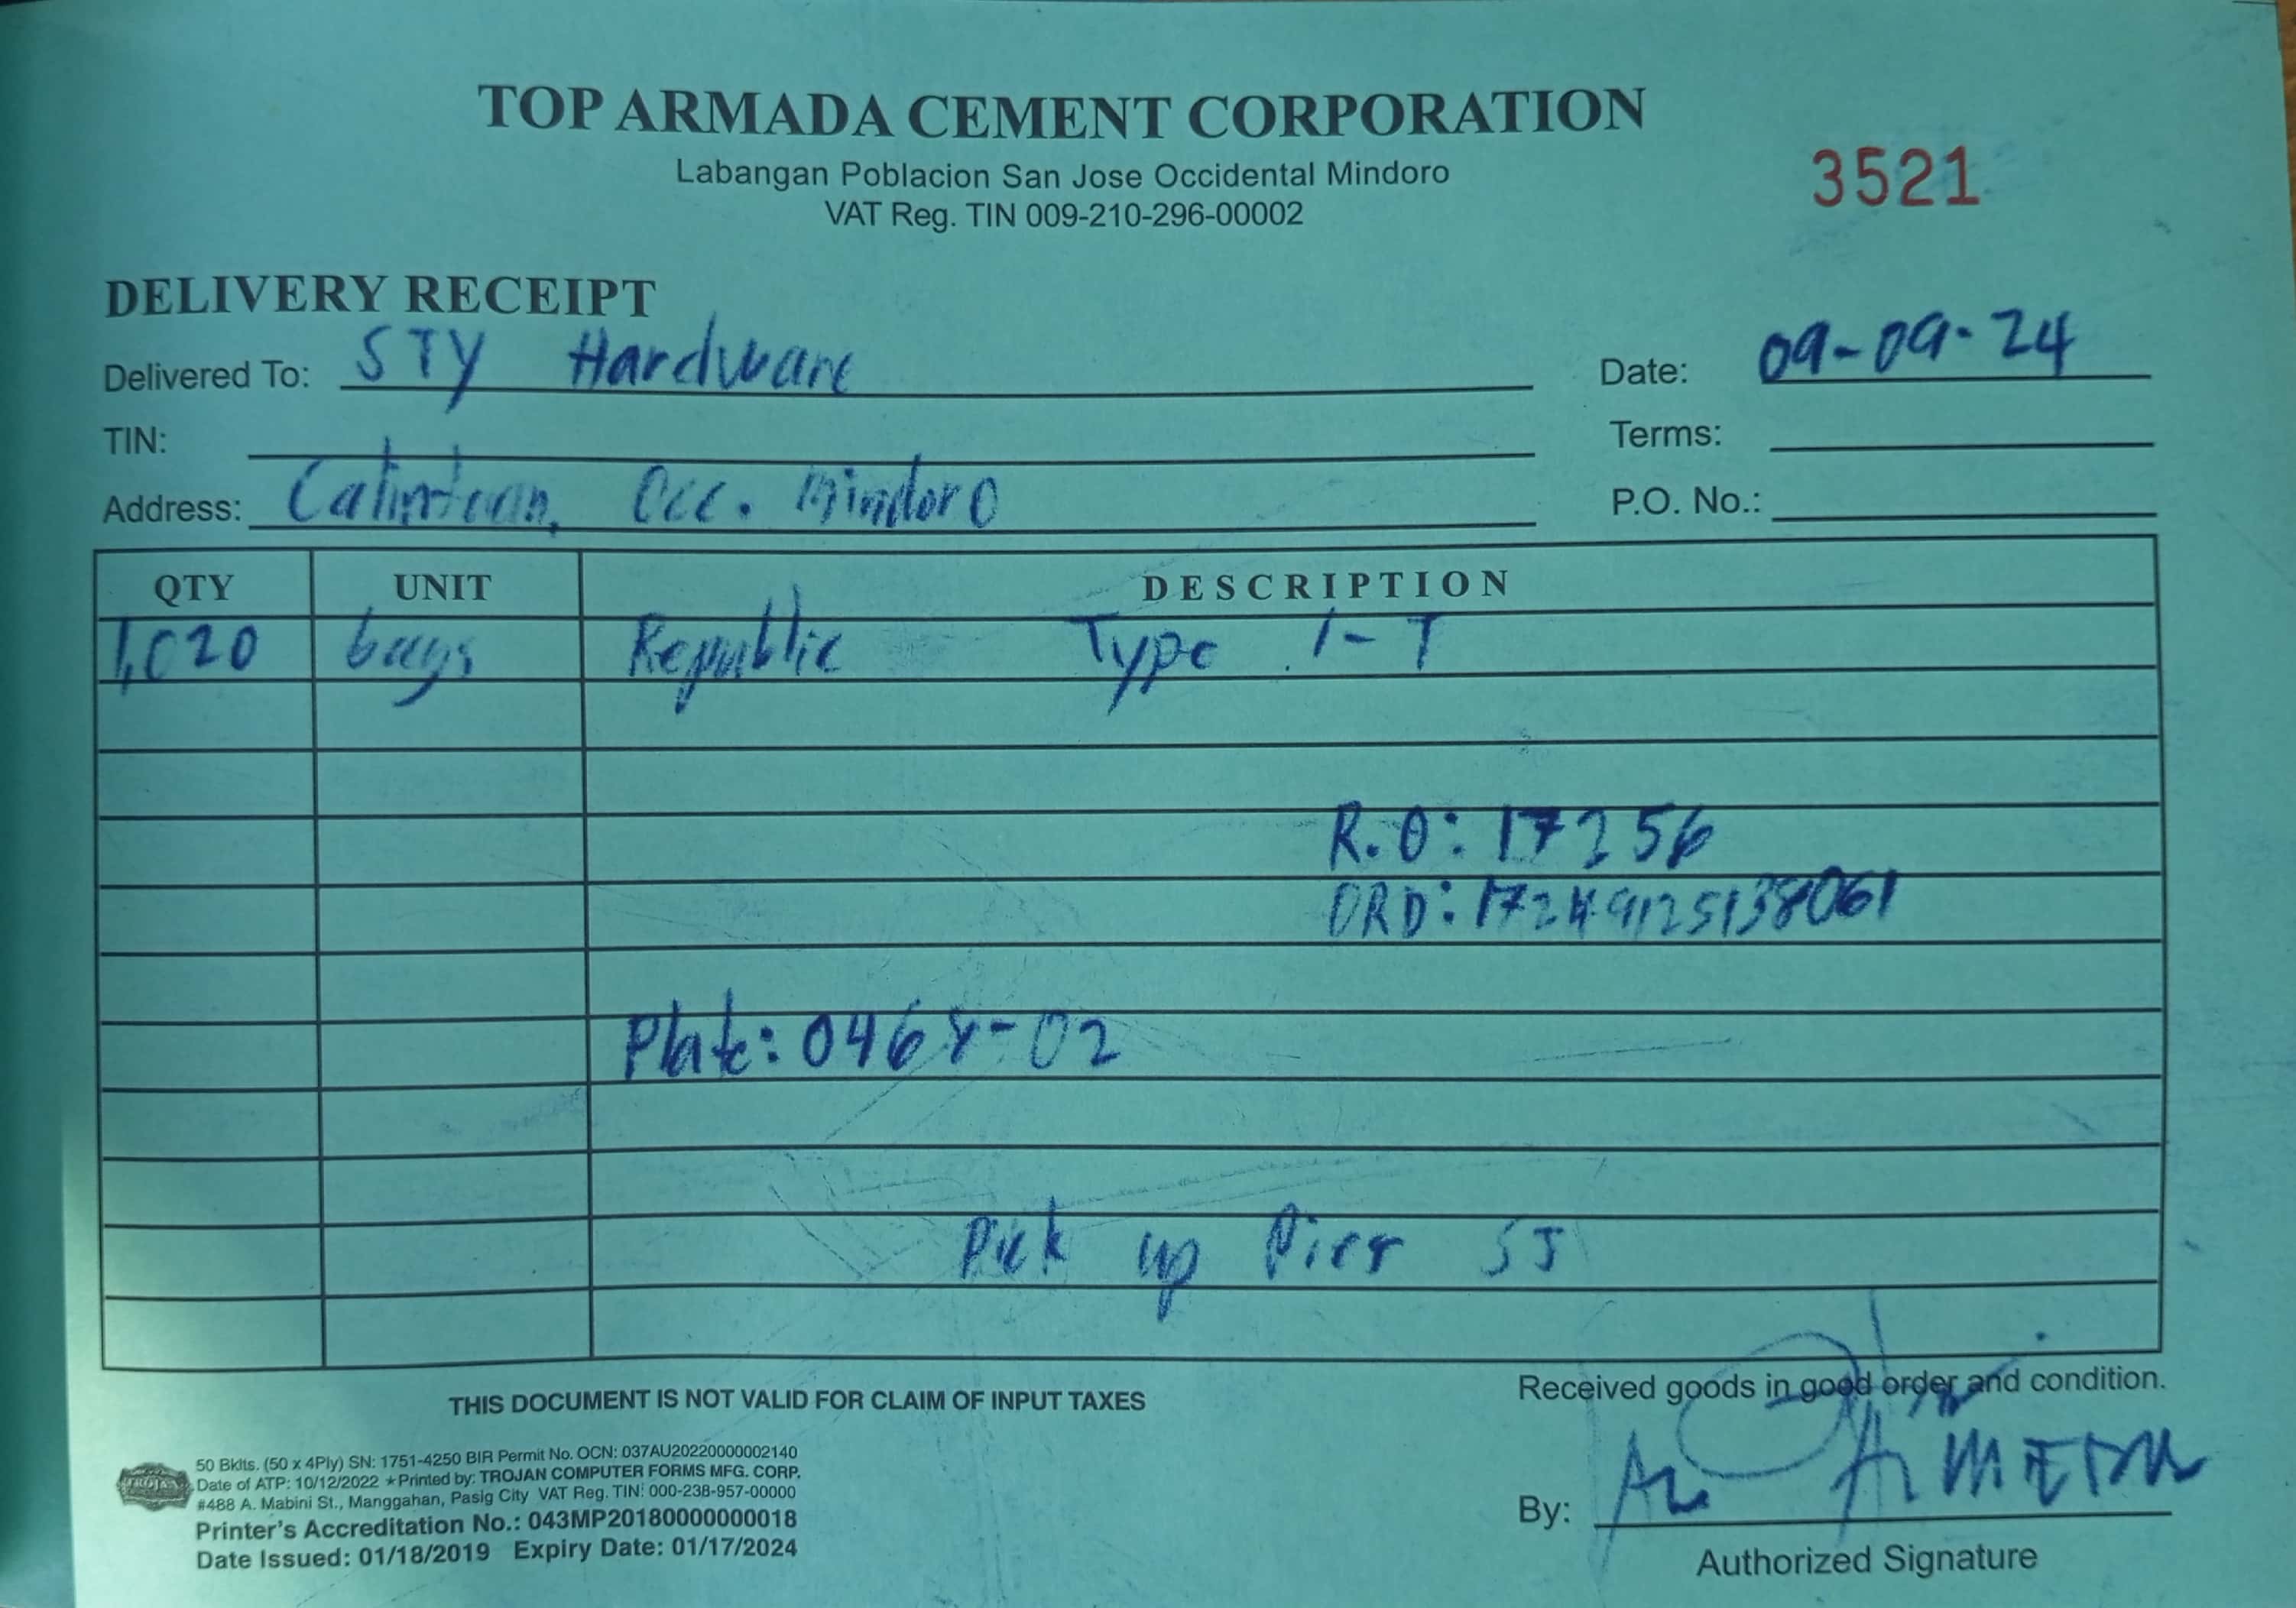 TOP ARMADA CEMENT CORPORATION
Labangan Poblacion San Jose Occidental Mindoro
VAT Reg. TIN 009-210-296-00002
3521
DELIVERY RECEIPT
Delivered To: STY Hardware
Date: 09-09-24
TIN:
Terms:
Address: Calintaan, Occ. Mindoro
P.O. No.:
QTY UNIT DESCRIPTION
1,020 bags Republic Type 1-T
R.O: 17256
ORD: 17249125138061
Plate: 0468-02
Pick up Pier SJ
THIS DOCUMENT IS NOT VALID FOR CLAIM OF INPUT TAXES
Received goods in good order and condition.
50 Bklts. (50 x 4Ply) SN: 1751-4250 BIR Permit No. OCN: 037AU20220000002140
Date of ATP: 10/12/2022 ★Printed by: TROJAN COMPUTER FORMS MFG. CORP.
#488 A. Mabini St., Manggahan, Pasig City VAT Reg. TIN: 000-238-957-00000
Printer's Accreditation No.: 043MP20180000000018
Date Issued: 01/18/2019 Expiry Date: 01/17/2024
By:
Authorized Signature